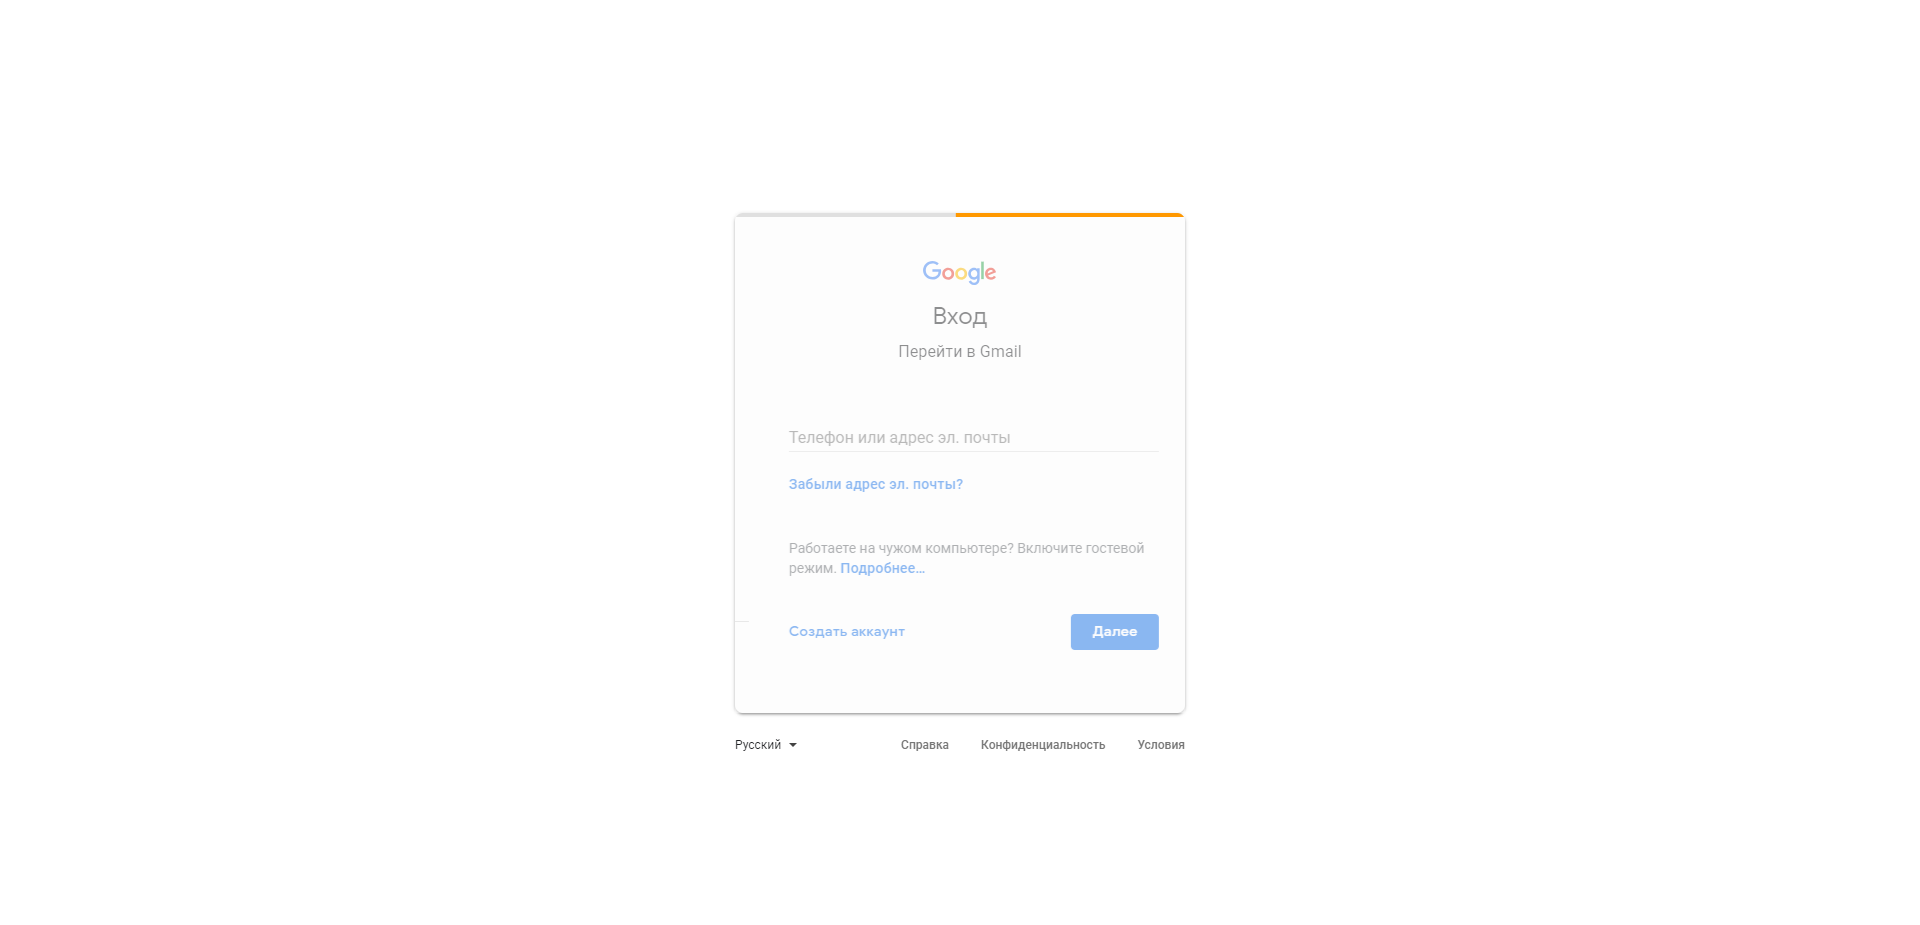 Google
Вход
Перейти в Gmail
Телефон или адрес эл. почты
Забыли адрес эл. почты?
Работаете на чужом компьютере? Включите гостевой
режим. Подробнее…
Создать аккаунт Далее
Русский Справка Конфиденциальность Условия